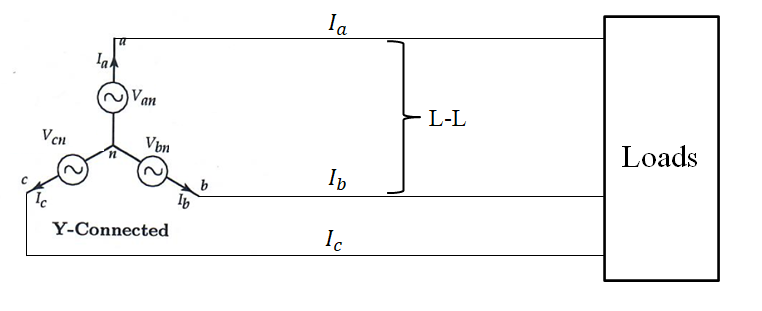 Ia
a
Ia
Van
L-L
Vcn
Vbn
n
Loads
c
b
Ib
Ic
Ib
Y-Connected
Ic